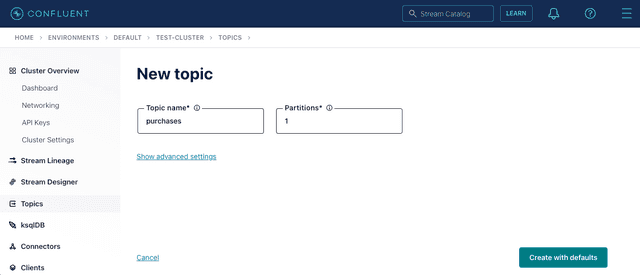 CONFLUENT
Stream Catalog
LEARN
HOME > ENVIRONMENTS > DEFAULT > TEST-CLUSTER > TOPICS >
Cluster Overview
Dashboard
Networking
API Keys
Cluster Settings
Stream Lineage
Stream Designer
Topics
ksqlDB
Connectors
Clients
New topic
Topic name*
purchases
Partitions*
1
Show advanced settings
Cancel
Create with defaults